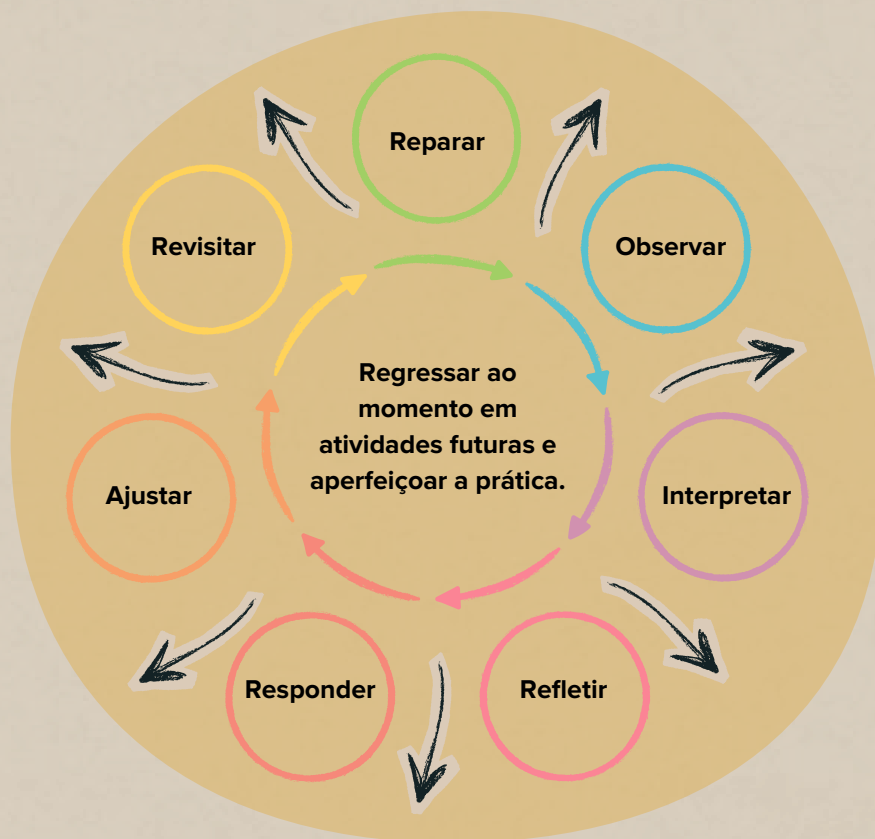 Reparar
Observar
Interpretar
Refletir
Responder
Ajustar
Revisitar
Regressar ao
momento em
atividades futuras e
aperfeiçoar a prática.